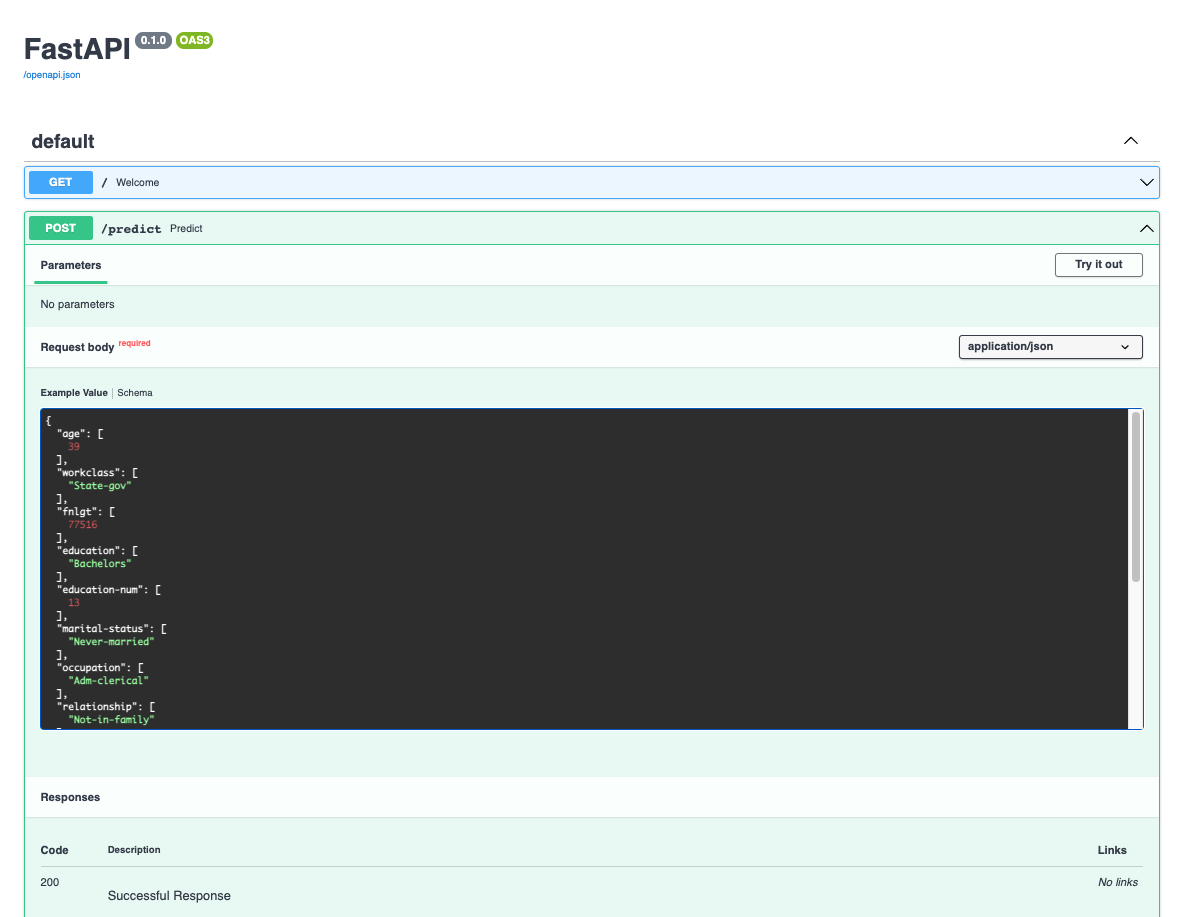 FastAPI 0.1.0 OAS3
/openapi.json
default
GET / Welcome
POST /predict Predict
Parameters Try it out
No parameters
Request body required application/json
Example Value | Schema
{
  "age": [
    39
  ],
  "workclass": [
    "State-gov"
  ],
  "fnlgt": [
    77516
  ],
  "education": [
    "Bachelors"
  ],
  "education-num": [
    13
  ],
  "marital-status": [
    "Never-married"
  ],
  "occupation": [
    "Adm-clerical"
  ],
  "relationship": [
    "Not-in-family"
Responses
Code Description Links
200 Successful Response No links